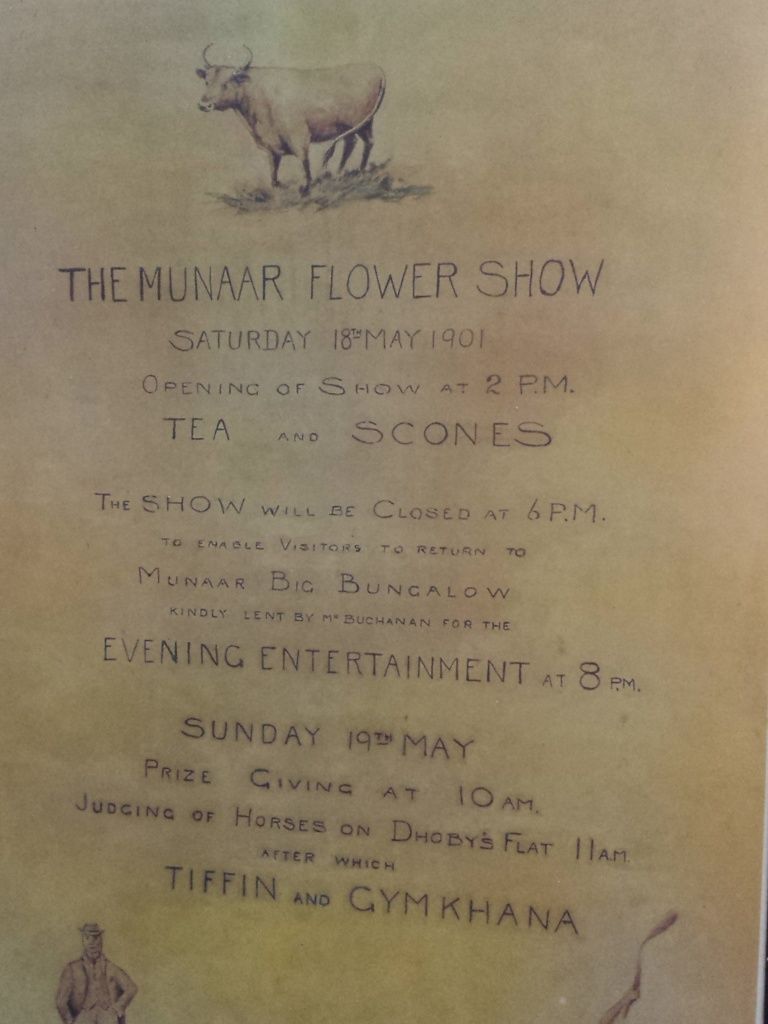 THE MUNAAR FLOWER SHOW
SATURDAY 18TH MAY 1901
OPENING OF SHOW AT 2 P.M.
TEA AND SCONES
THE SHOW WILL BE CLOSED AT 6 P.M.
TO ENABLE VISITORS TO RETURN TO
MUNAAR BIG BUNGALOW
KINDLY LENT BY MR BUCHANAN FOR THE
EVENING ENTERTAINMENT AT 8 P.M.
SUNDAY 19TH MAY
PRIZE GIVING AT 10 AM.
JUDGING OF HORSES ON DHOBY'S FLAT 11 AM
AFTER WHICH
TIFFIN AND GYMKHANA